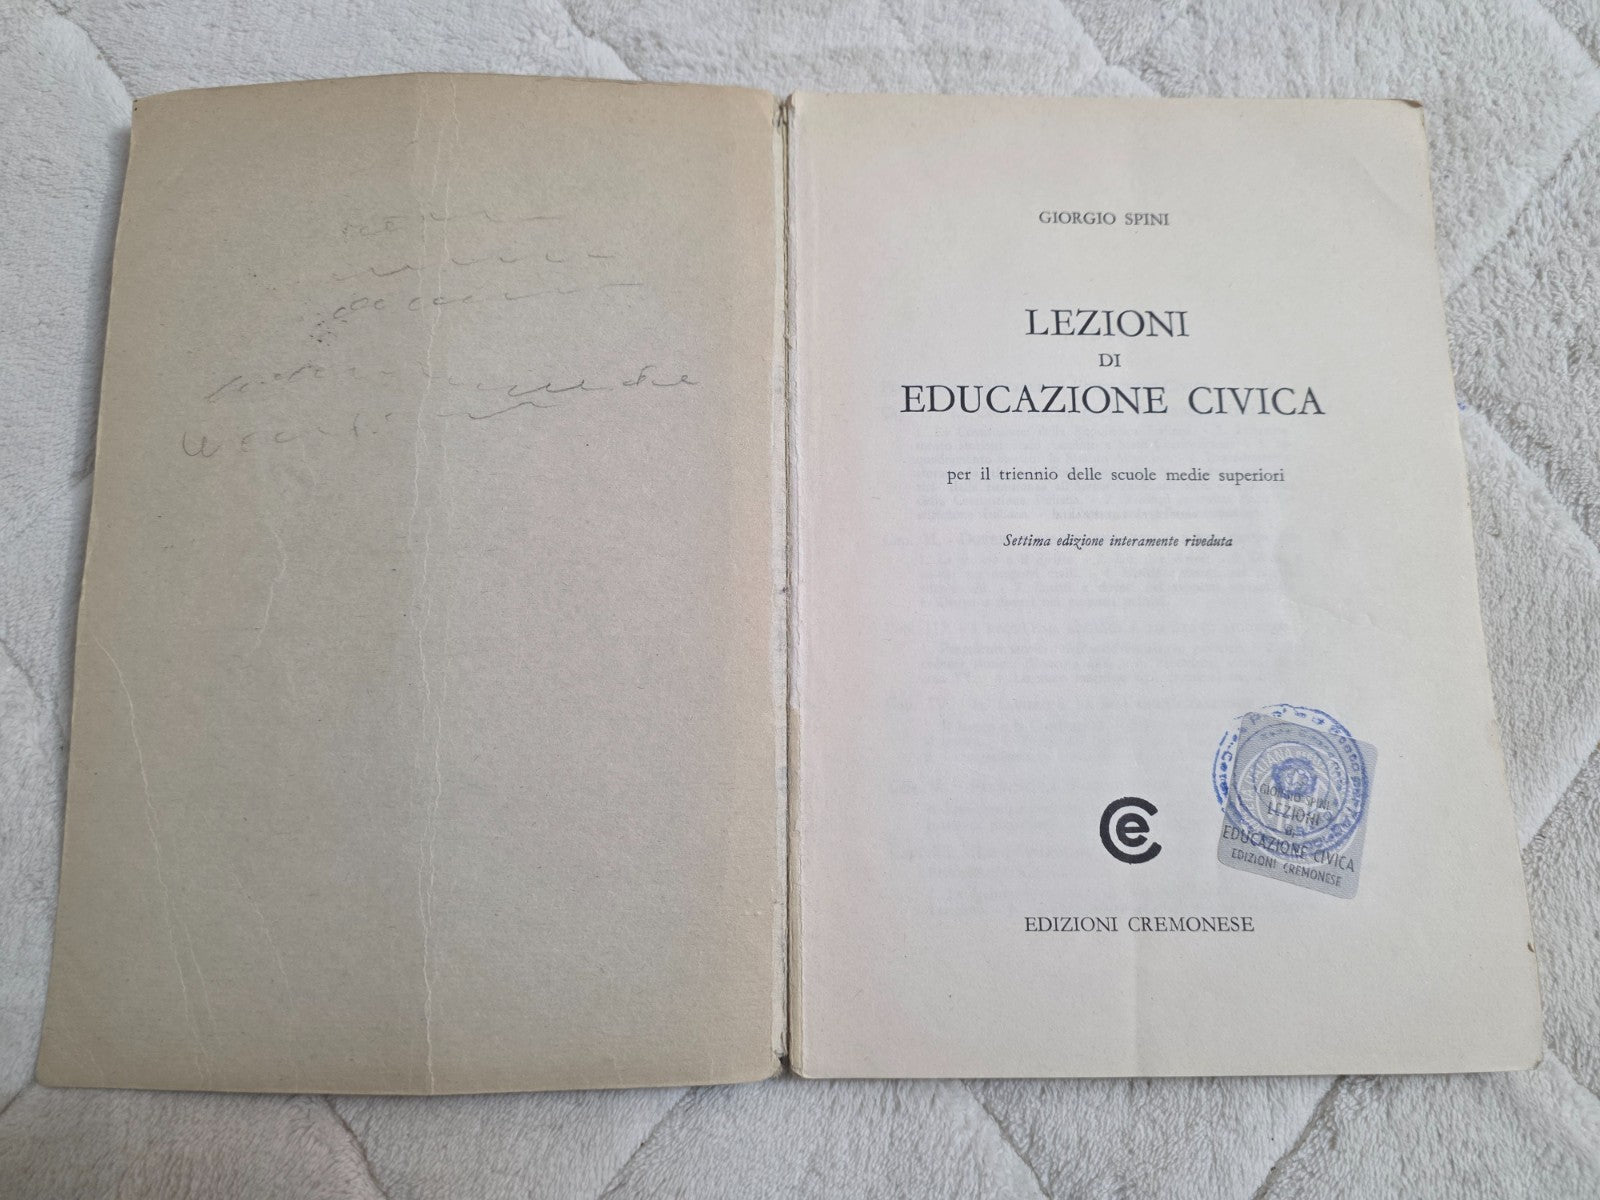 GIORGIO SPINI
LEZIONI
DI
EDUCAZIONE CIVICA
per il triennio delle scuole medie superiori
Settima edizione interamente riveduta
GIORGIO SPINI
LEZIONI
di
EDUCAZIONE CIVICA
EDIZIONI CREMONESE
Ce
EDIZIONI CREMONESE